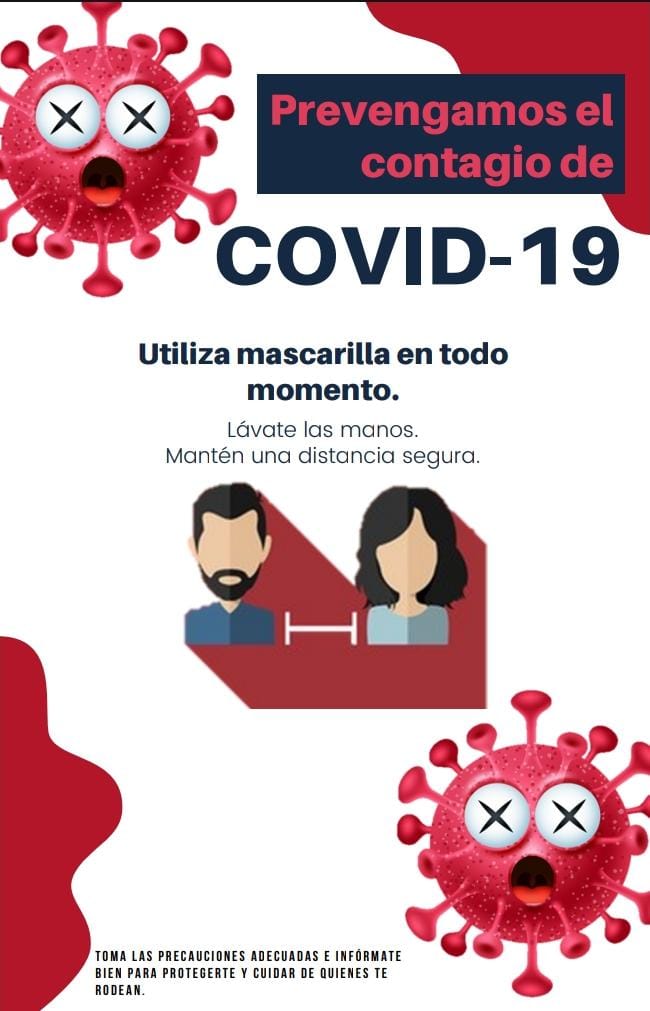 Prevengamos el
contagio de
COVID-19
Utiliza mascarilla en todo
momento.
Lávate las manos.
Mantén una distancia segura.
TOMA LAS PRECAUCIONES ADECUADAS E INFÓRMATE
BIEN PARA PROTEGERTE Y CUIDAR DE QUIENES TE
RODEAN.